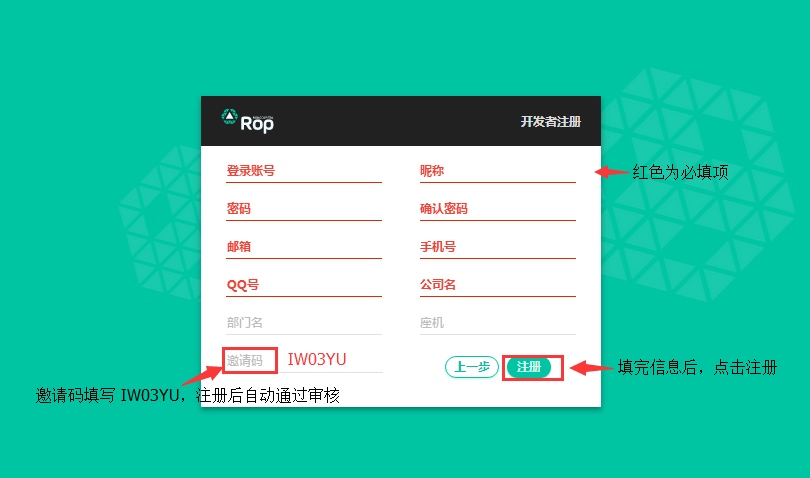 Rop
开发者注册
登录账号 昵称
红色为必填项
密码 确认密码
邮箱 手机号
QQ号 公司名
部门名 座机
邀请码 IW03YU 上一步 注册
填完信息后，点击注册
邀请码填写 IW03YU，注册后自动通过审核